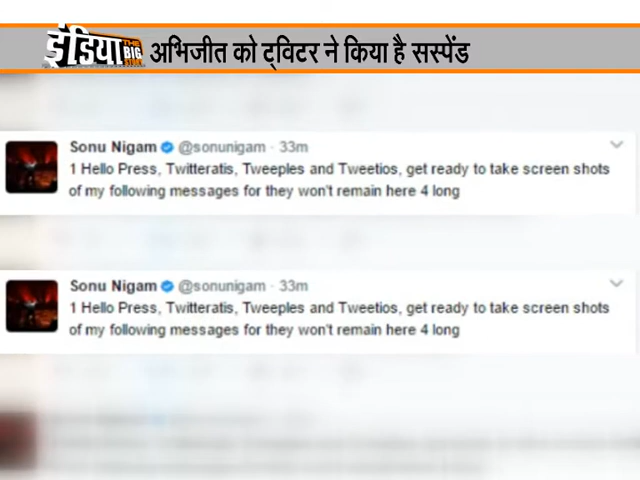 इंडिया THE BIG STORY अभिजीत को ट्विटर ने किया है सस्पेंड
Sonu Nigam @sonunigam · 33m
1 Hello Press, Twitteratis, Tweeples and Tweetios, get ready to take screen shots
of my following messages for they won't remain here 4 long
Sonu Nigam @sonunigam · 33m
1 Hello Press, Twitteratis, Tweeples and Tweetios, get ready to take screen shots
of my following messages for they won't remain here 4 long